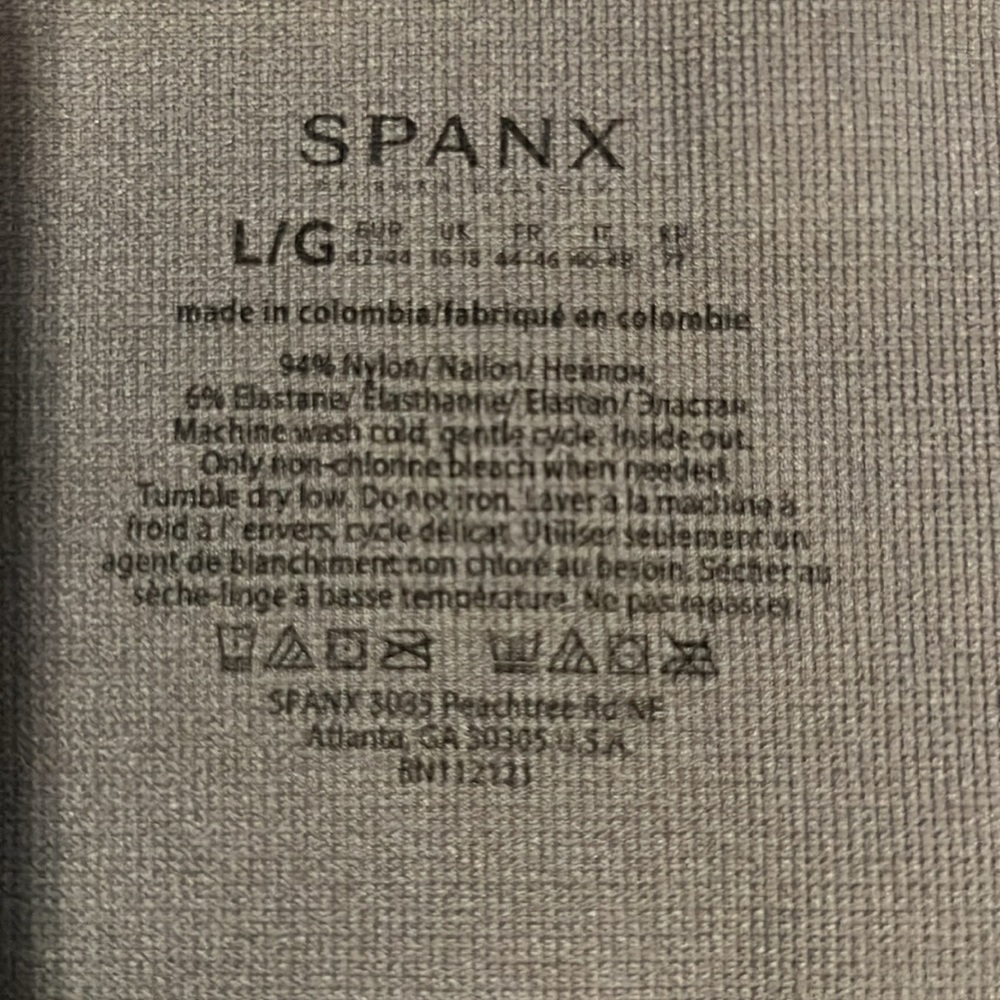 SPANX
L/G EUR UK FR IT
42-44 16-18 44-46 46-48 77
made in colombia/fabriqué en colombie
94% Nylon/ Nailon/ Нейлон,
6% Elastane/ Elasthanne/ Elastan/ Эластан.
Machine wash cold, gentle cycle. Inside out.
Only non-chlorine bleach when needed.
Tumble dry low. Do not iron. Laver à la machine à
froid à l'envers, cycle délicat. Utiliser seulement un
agent de blanchiment non chloré au besoin. Sécher au
sèche-linge à basse température. Ne pas repasser.
SPANX 3035 Peachtree Rd NE
Atlanta, GA 30305 U.S.A.
RN112121